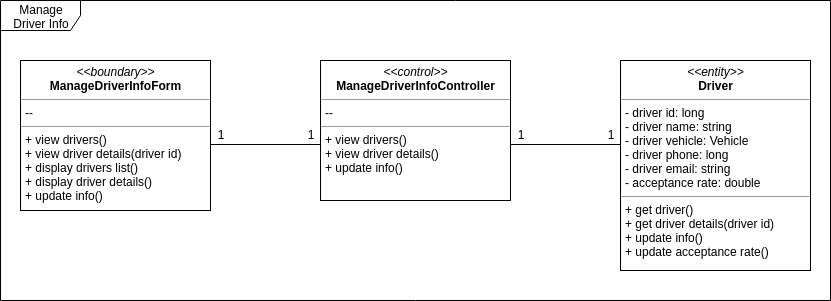 Manage
Driver Info
<<boundary>>
ManageDriverInfoForm
--
+ view drivers()
+ view driver details(driver id)
+ display drivers list()
+ display driver details()
+ update info()
1
1
<<control>>
ManageDriverInfoController
--
+ view drivers()
+ view driver details()
+ update info()
1
1
<<entity>>
Driver
- driver id: long
- driver name: string
- driver vehicle: Vehicle
- driver phone: long
- driver email: string
- acceptance rate: double
+ get driver()
+ get driver details(driver id)
+ update info()
+ update acceptance rate()